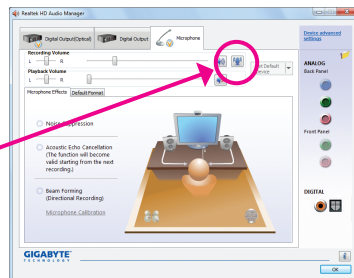 Realtek HD Audio Manager
Digital Output(Optical)
Digital Output
Microphone
Device advanced settings
Recording Volume
L
R
Default
Device
Playback Volume
L
R
ANALOG
Back Panel
Microphone Effects
Default Format
Noise Suppression
Acoustic Echo Cancellation
(The function will become
valid starting from the next
recording.)
Front Panel
Beam Forming
(Directional Recording)
Microphone Calibration
DIGITAL
GIGABYTE
TECHNOLOGY
OK